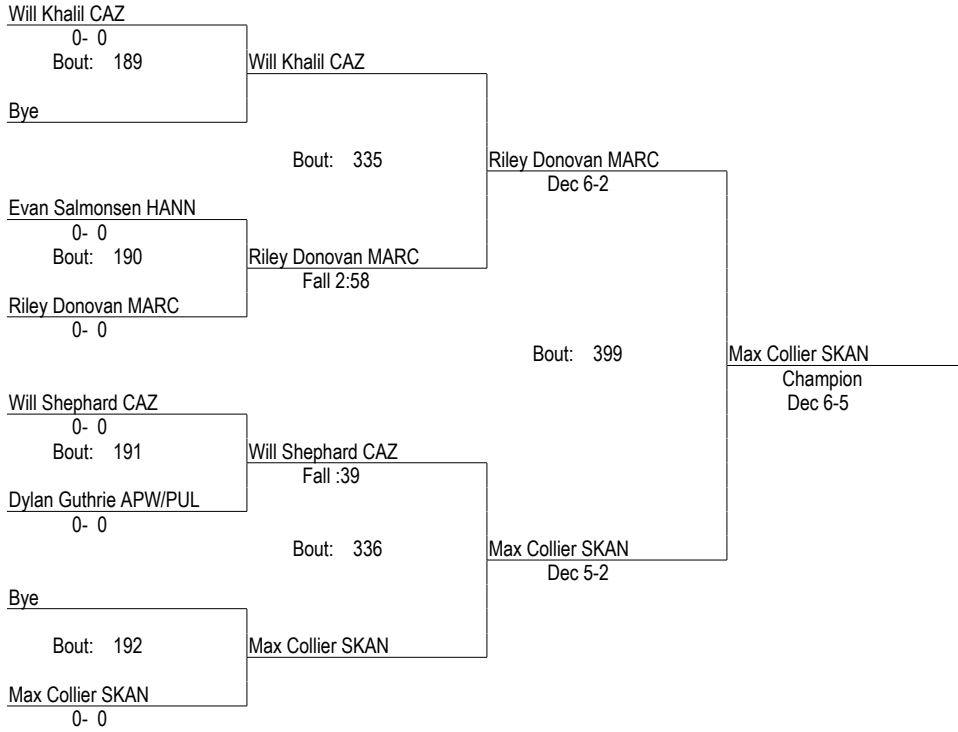 Will Khalil CAZ
0- 0
Bout: 189
Will Khalil CAZ
Bye
Bout: 335
Riley Donovan MARC
Dec 6-2
Evan Salmonsen HANN
0- 0
Bout: 190
Riley Donovan MARC
Fall 2:58
Riley Donovan MARC
0- 0
Bout: 399
Max Collier SKAN
Champion
Dec 6-5
Will Shephard CAZ
0- 0
Bout: 191
Will Shephard CAZ
Fall :39
Dylan Guthrie APW/PUL
0- 0
Bout: 336
Max Collier SKAN
Dec 5-2
Bye
Bout: 192
Max Collier SKAN
Max Collier SKAN
0- 0